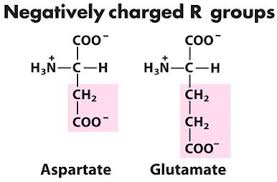 Negatively charged R groups
COO⁻ COO⁻
H₃N⁺—C—H H₃N⁺—C—H
CH₂ CH₂
COO⁻ CH₂
COO⁻
Aspartate Glutamate